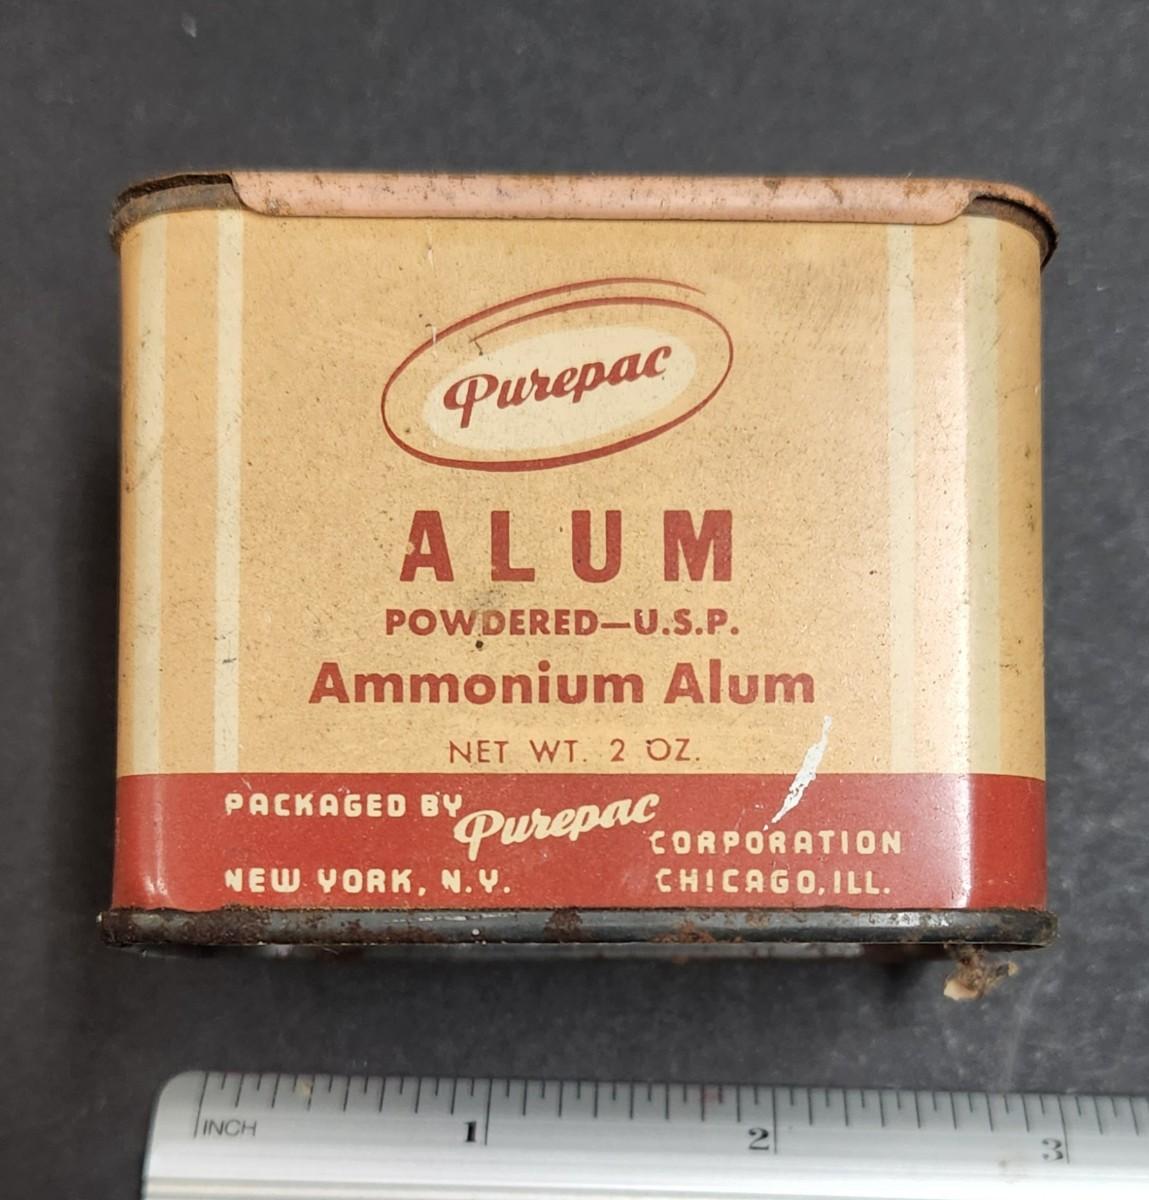 Purepac
ALUM
POWDERED—U.S.P.
Ammonium Alum
NET WT. 2 OZ.
PACKAGED BY Purepac CORPORATION
NEW YORK, N.Y. CHICAGO, ILL.
INCH 1 2 3